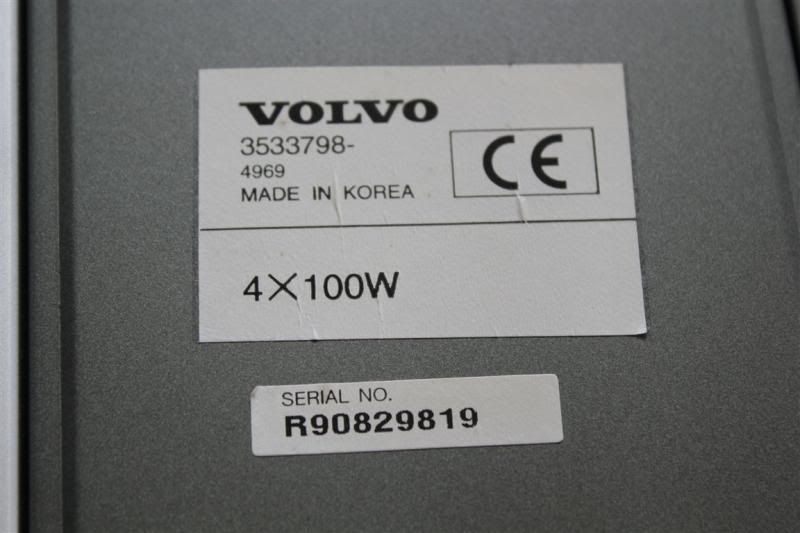 VOLVO
3533798-
4969
MADE IN KOREA
CE
4×100W
SERIAL NO.
R90829819